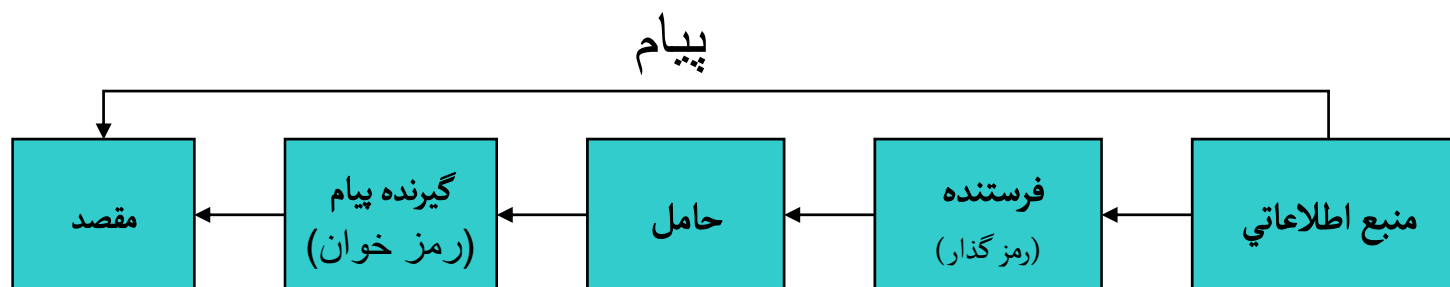 پیام
منبع اطلاعاتي
فرستنده
(رمز گذار)
حامل
گیرنده پیام
(رمز خوان)
مقصد